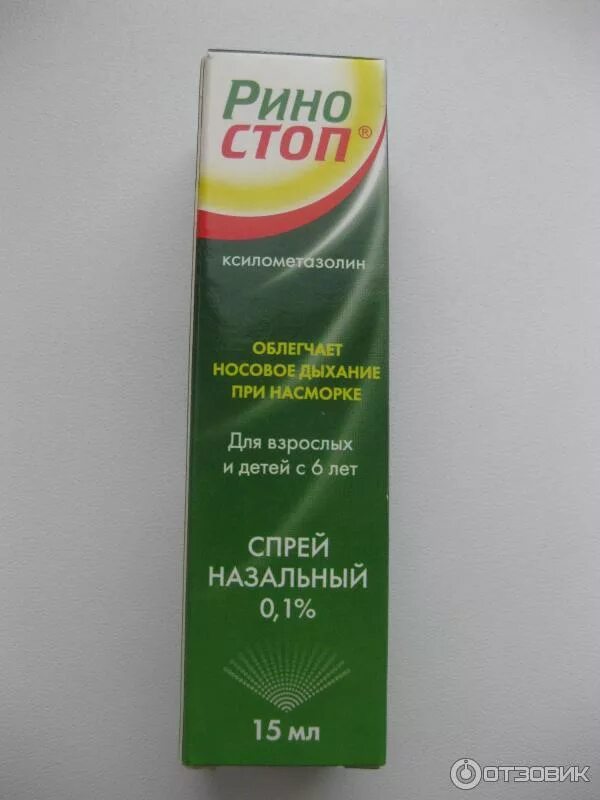 Рино
стоп®
ксилометазолин
ОБЛЕГЧАЕТ
НОСОВОЕ ДЫХАНИЕ
ПРИ НАСМОРКЕ
Для взрослых
и детей с 6 лет
СПРЕЙ
НАЗАЛЬНЫЙ
0,1%
15 мл
ОТЗОВИК